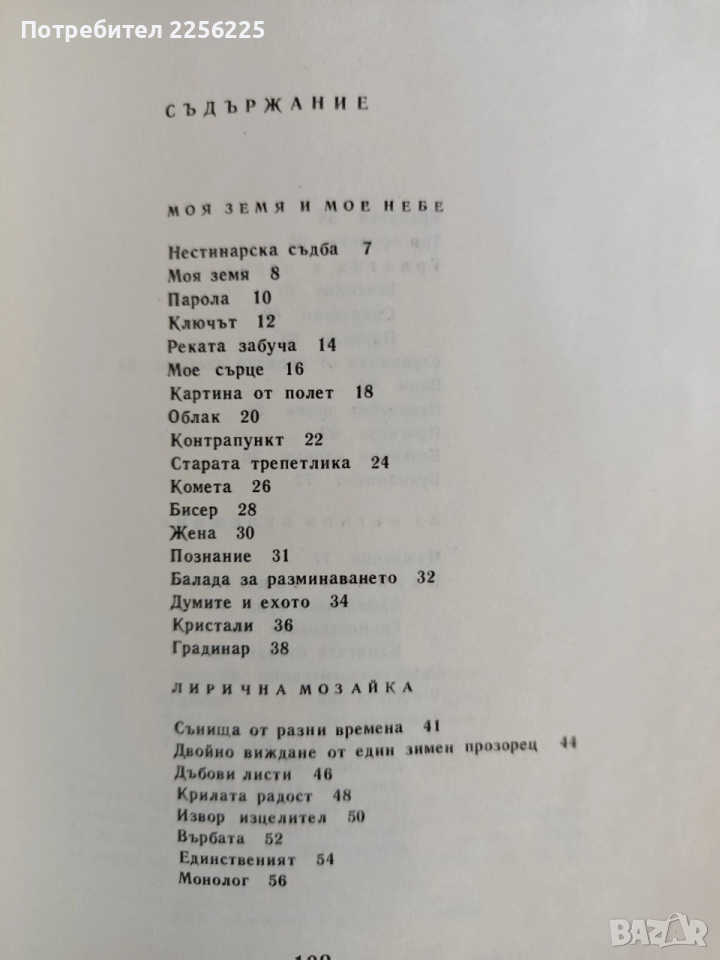 Потребител 2256225
СЪДЪРЖАНИЕ
МОЯ ЗЕМЯ И МОЕ НЕБЕ
Нестинарска съдба 7
Моя земя 8
Парола 10
Ключът 12
Реката забуча 14
Мое сърце 16
Картина от полет 18
Облак 20
Контрапункт 22
Старата трепетлика 24
Комета 26
Бисер 28
Жена 30
Познание 31
Балада за разминаването 32
Думите и ехото 34
Кристали 36
Градинар 38
ЛИРИЧНА МОЗАЙКА
Сънища от разни времена 41
Двойно виждане от един зимен прозорец 44
Дъбови листи 46
Крилата радост 48
Извор изцелител 50
Върбата 52
Единственият 54
Монолог 56
BAZAR